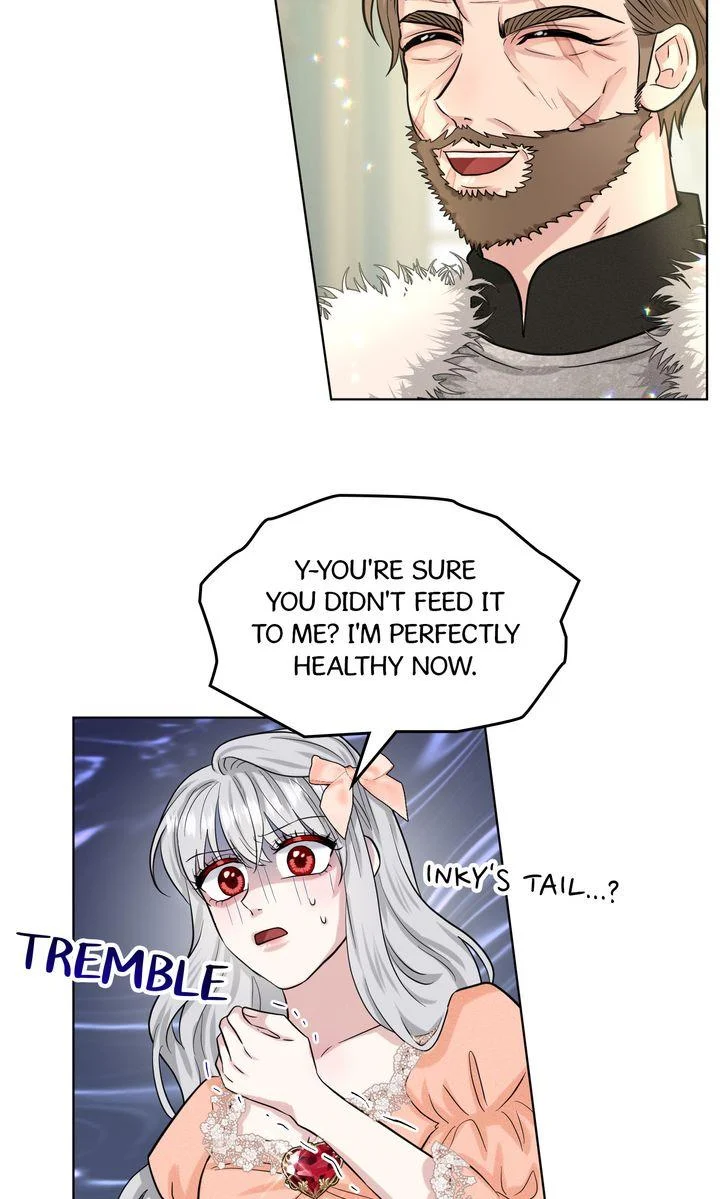 Y-YOU'RE SURE
YOU DIDN'T FEED IT
TO ME? I'M PERFECTLY
HEALTHY NOW.
INKY'S TAIL...?
TREMBLE